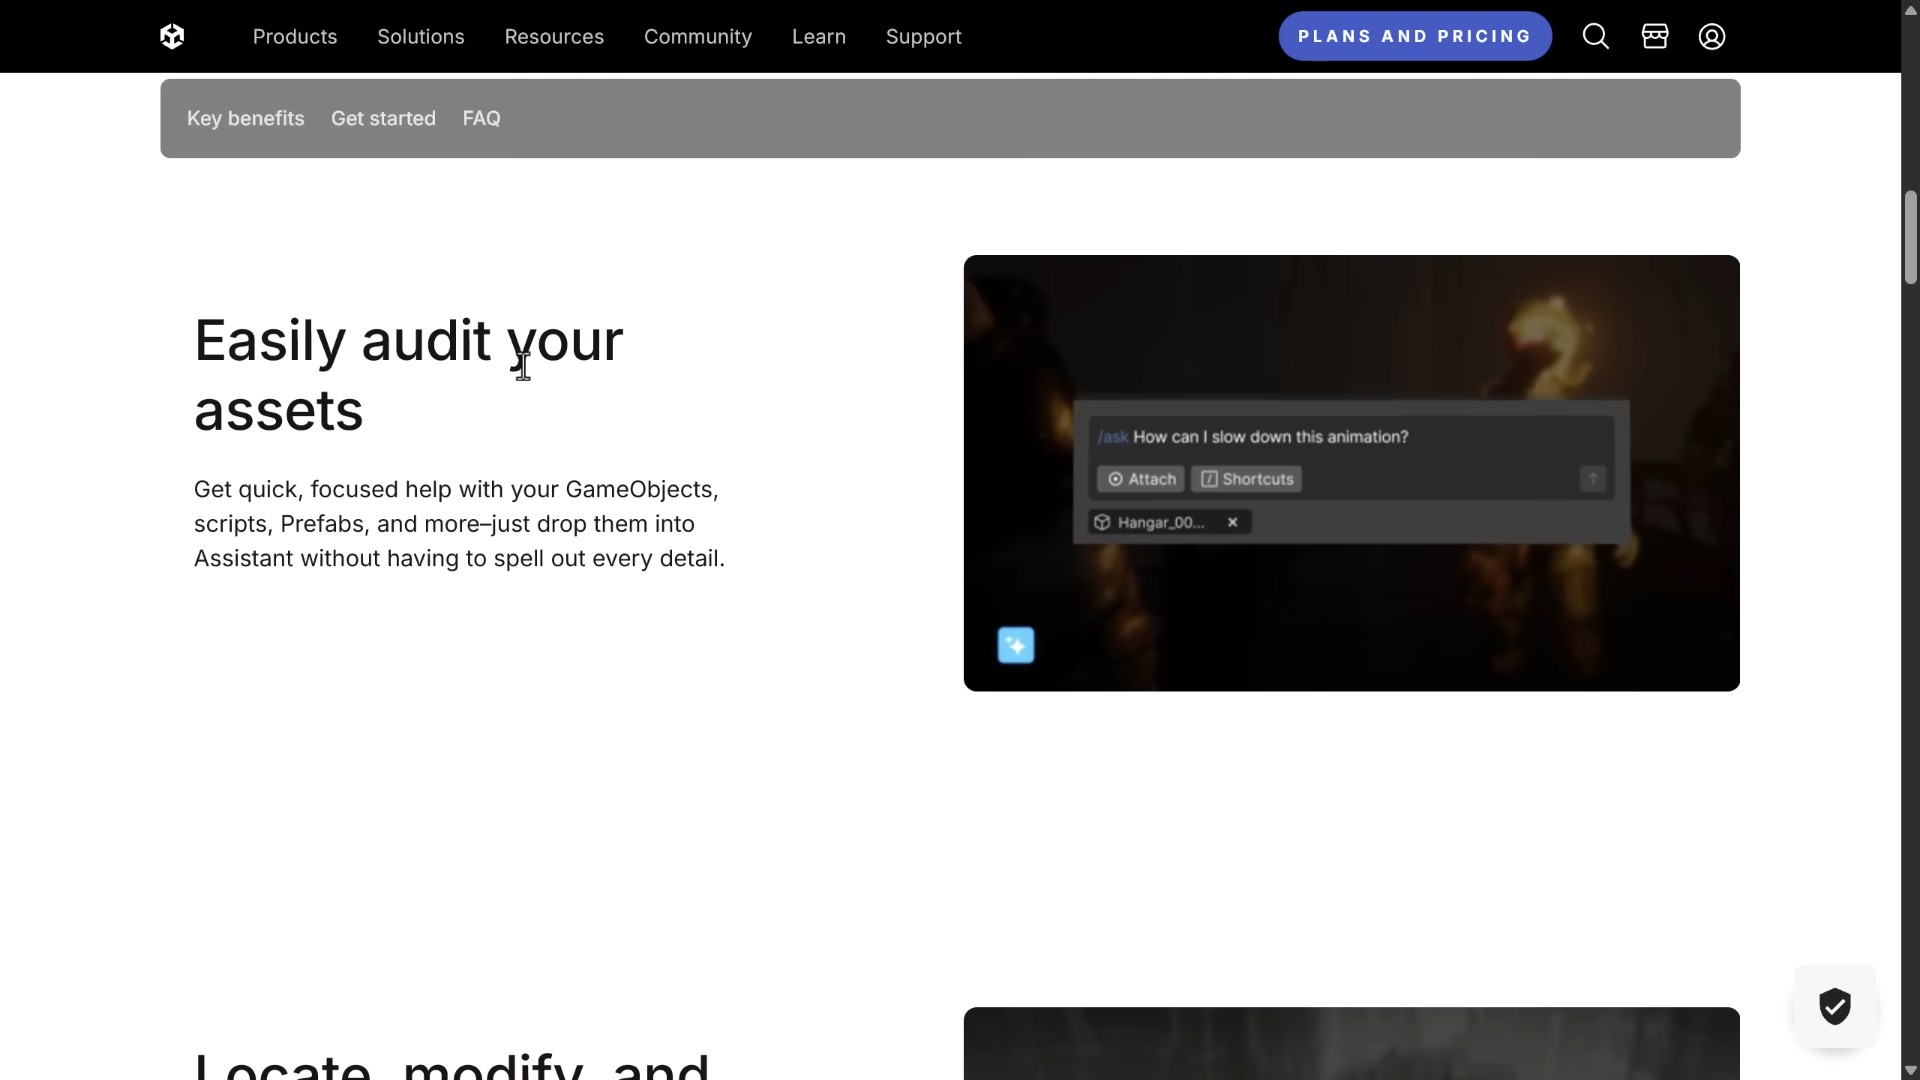 Products Solutions Resources Community Learn Support PLANS AND PRICING
Key benefits Get started FAQ
Easily audit your
assets
Get quick, focused help with your GameObjects,
scripts, Prefabs, and more–just drop them into
Assistant without having to spell out every detail.
/ask How can I slow down this animation?
Attach Shortcuts
Hangar_00...
Locate, modify, and